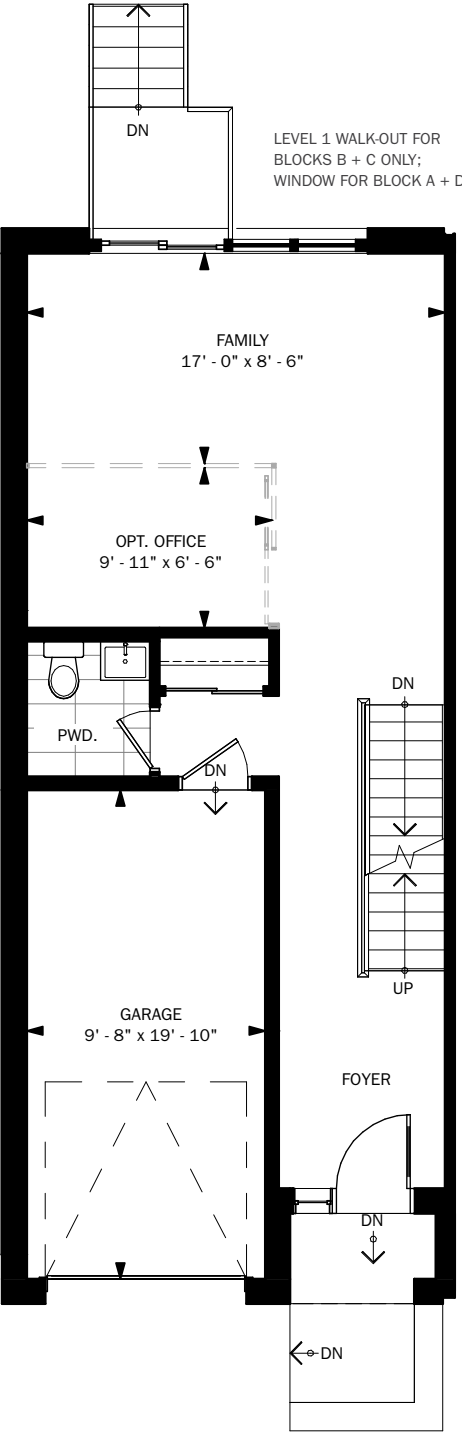 DN
LEVEL 1 WALK-OUT FOR
BLOCKS B + C ONLY;
WINDOW FOR BLOCK A + D
FAMILY
17' - 0" x 8' - 6"
OPT. OFFICE
9' - 11" x 6' - 6"
DN
PWD.
DN
UP
GARAGE
9' - 8" x 19' - 10"
FOYER
DN
DN